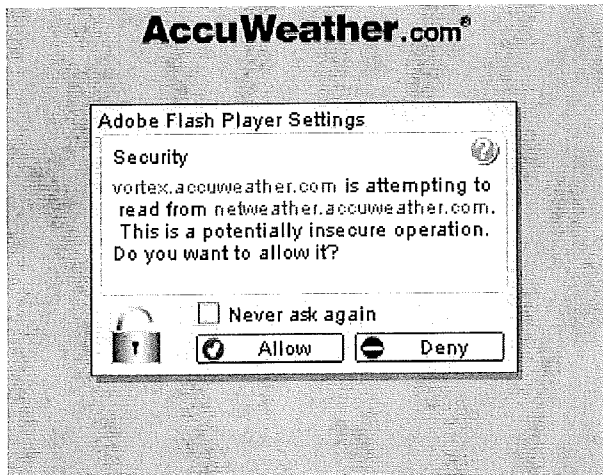 AccuWeather.com®
Adobe Flash Player Settings
Security
vortex.accuweather.com is attempting to
read from netweather.accuweather.com.
This is a potentially insecure operation.
Do you want to allow it?
Never ask again
Allow
Deny